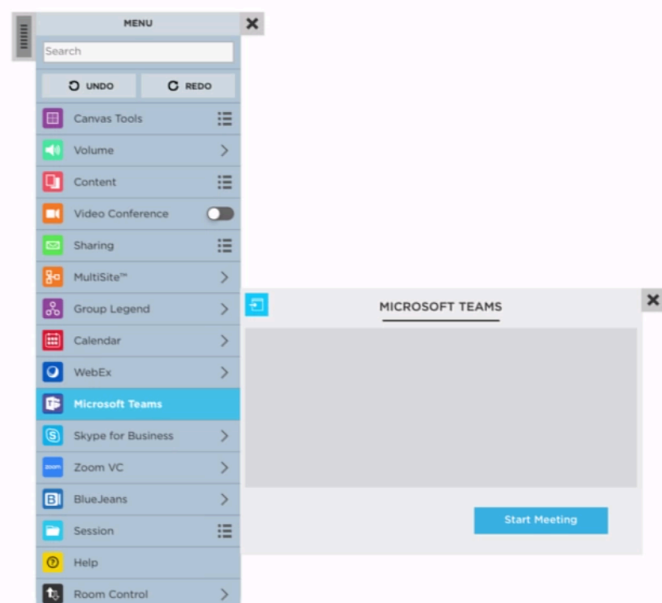 MENU
Search
UNDO REDO
Canvas Tools
Volume
Content
Video Conference
Sharing
MultiSite™
Group Legend
Calendar
WebEx
Microsoft Teams
Skype for Business
zoom Zoom VC
BlueJeans
Session
Help
Room Control
MICROSOFT TEAMS
Start Meeting